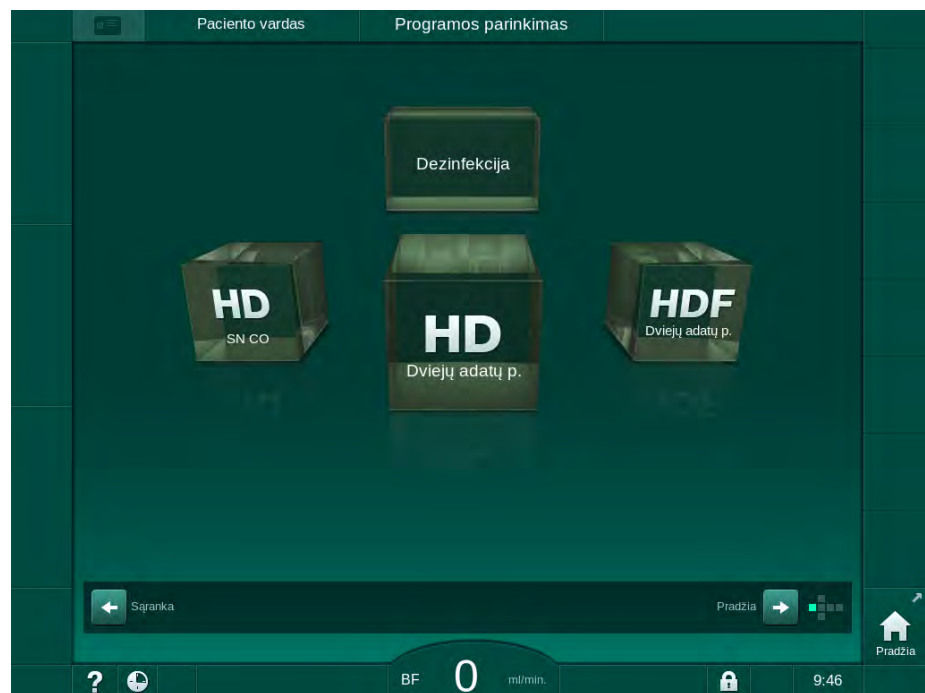 Paciento vardas
Programos parinkimas
Dezinfekcija
HD
SN CO
HD
Dviejų adatų p.
HDF
Dviejų adatų p.
Sąranka
Pradžia
Pradžia
?
BF 0 ml/min.
9:46